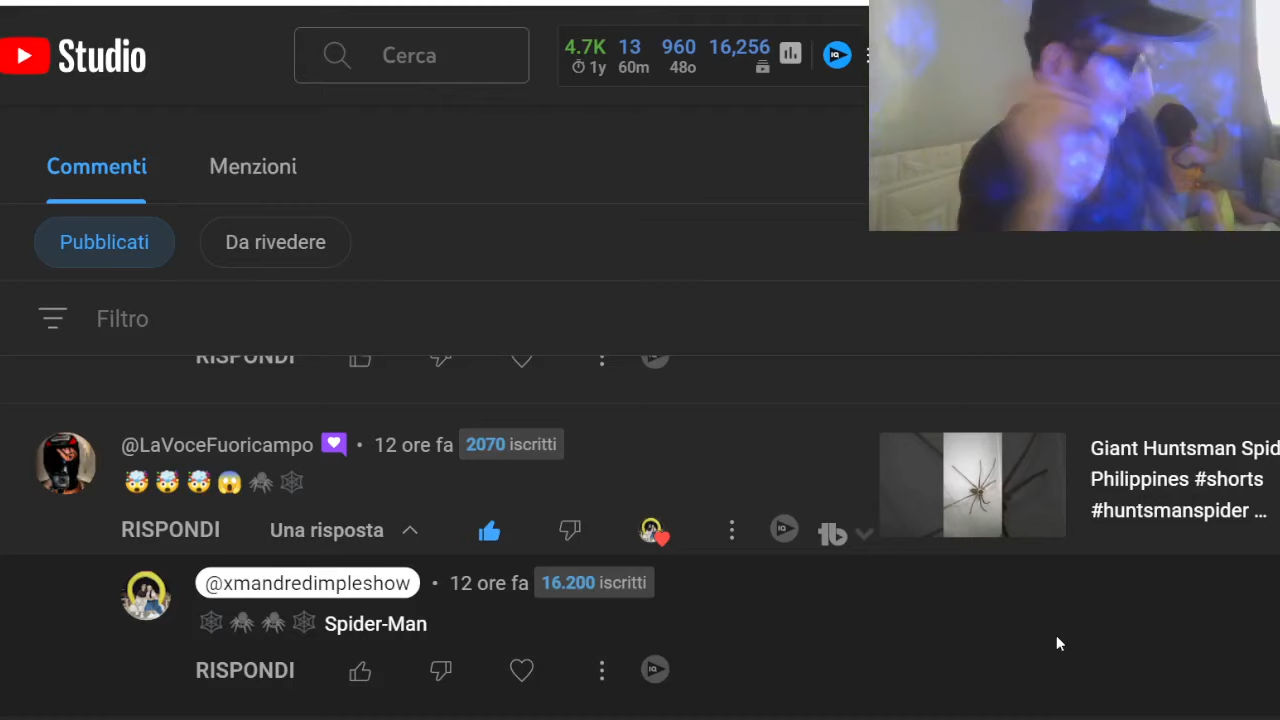 Studio
Cerca
4.7K 13 960 16,256
1y 60m 48o
Commenti Menzioni
Pubblicati Da rivedere
Filtro
RISPONDI
@LaVoceFuoricampo • 12 ore fa 2070 iscritti
🤯🤯🤯😱🕷🕸
RISPONDI Una risposta
Giant Huntsman Spid
Philippines #shorts
#huntsmanspider ...
@xmandredimpleshow • 12 ore fa 16.200 iscritti
🕸🕷🕷🕸 Spider-Man
RISPONDI